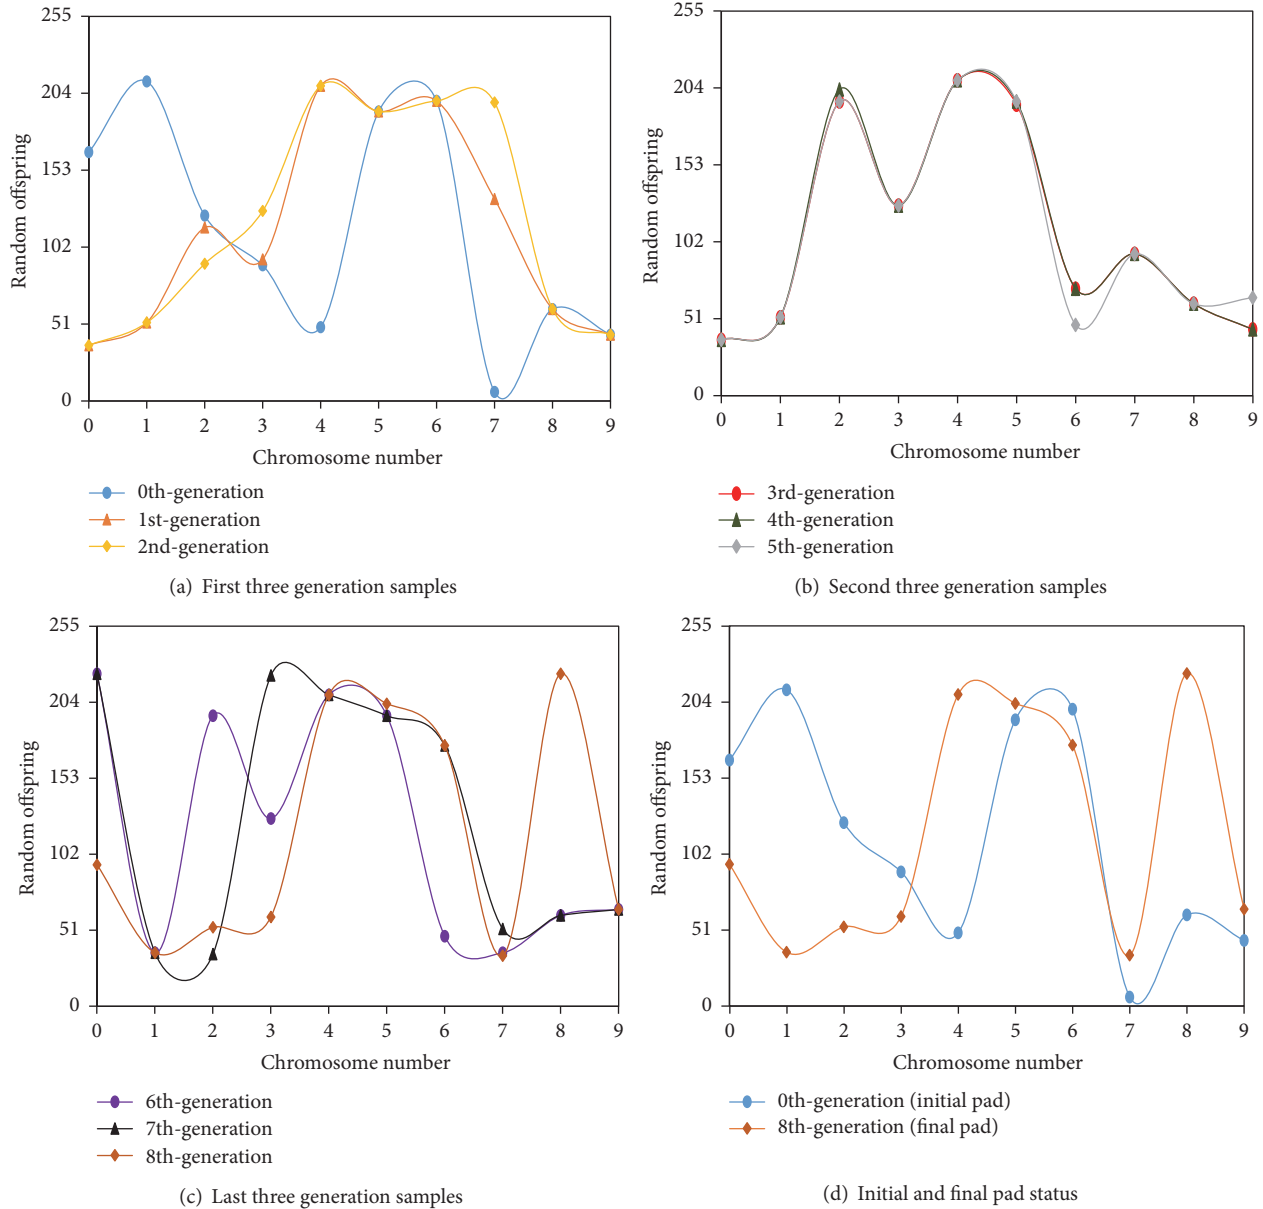 255
204
153
102
51
0
Random offspring
0 1 2 3 4 5 6 7 8 9
Chromosome number
0th-generation
1st-generation
2nd-generation
(a) First three generation samples
255
204
153
102
51
0
Random offspring
0 1 2 3 4 5 6 7 8 9
Chromosome number
3rd-generation
4th-generation
5th-generation
(b) Second three generation samples
255
204
153
102
51
0
Random offspring
0 1 2 3 4 5 6 7 8 9
Chromosome number
6th-generation
7th-generation
8th-generation
(c) Last three generation samples
255
204
153
102
51
0
Random offspring
0 1 2 3 4 5 6 7 8 9
Chromosome number
0th-generation (initial pad)
8th-generation (final pad)
(d) Initial and final pad status